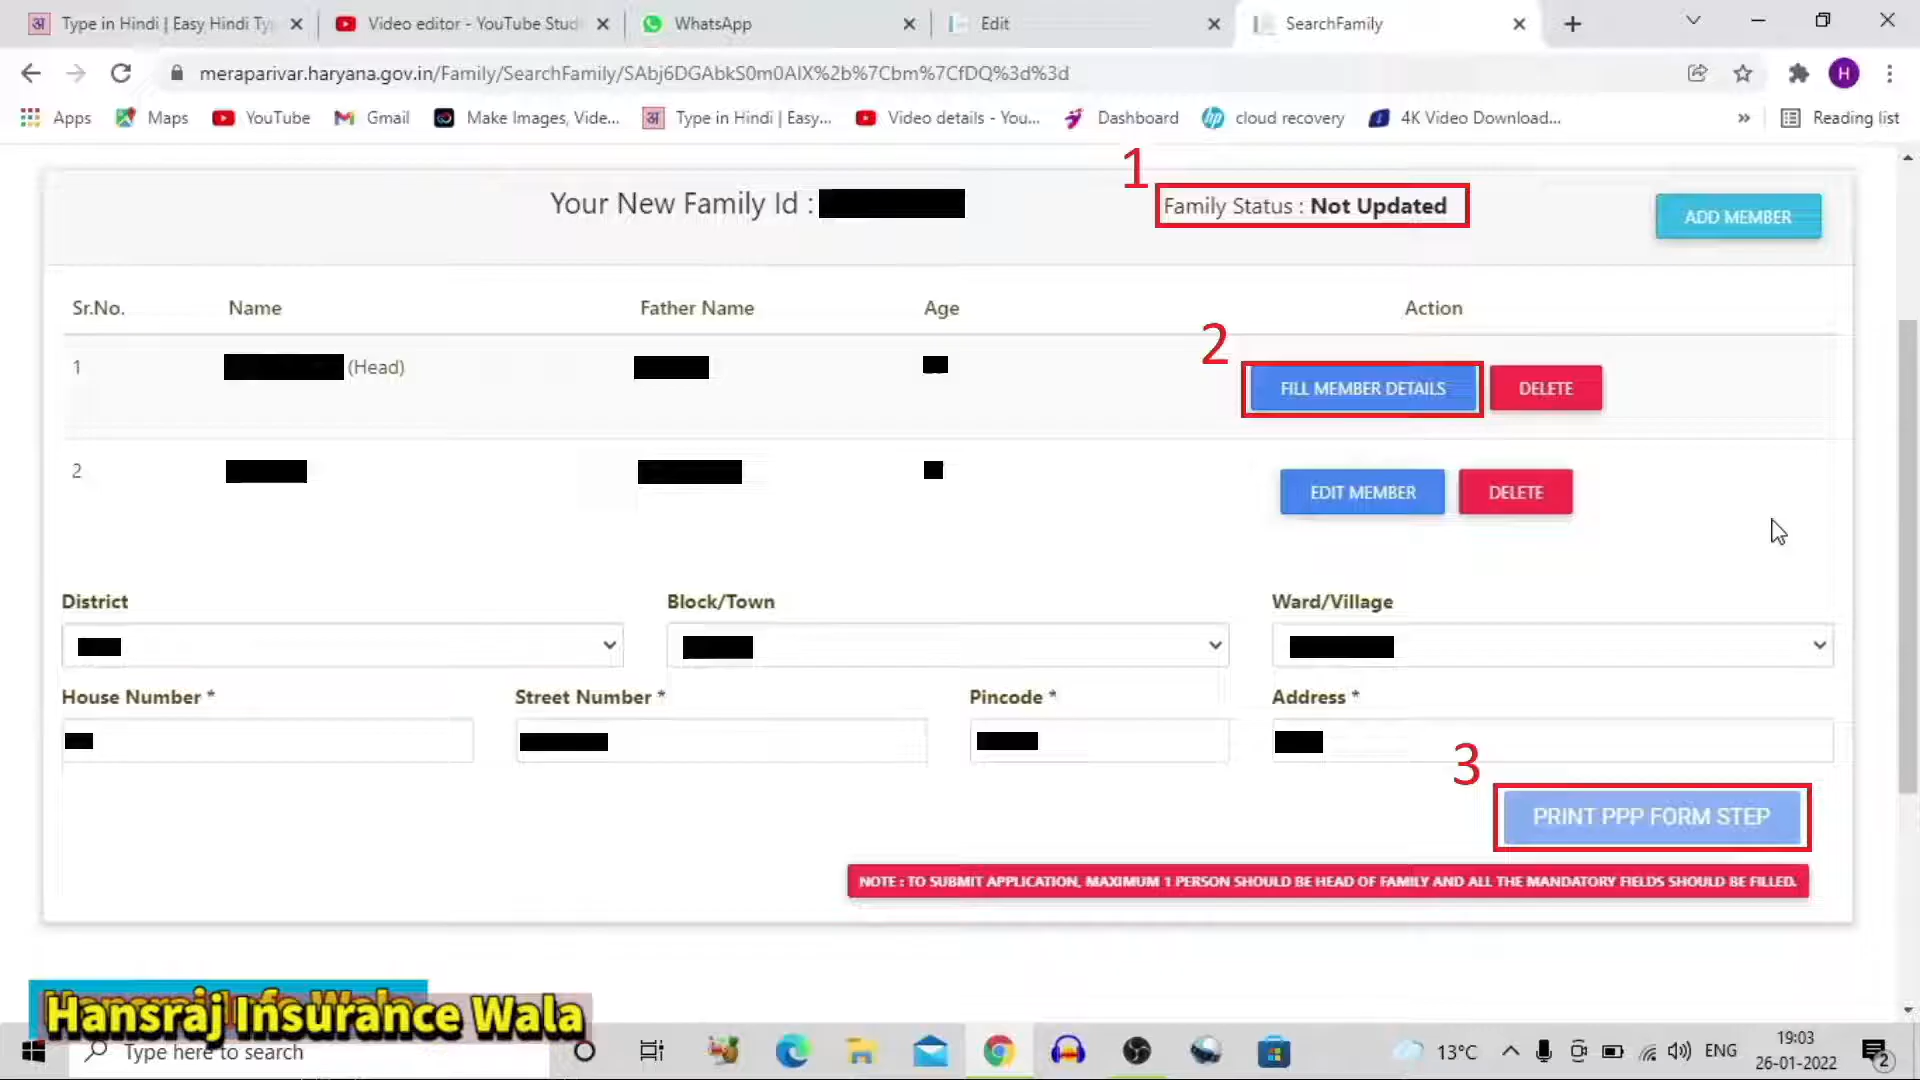 Type in Hindi | Easy Hindi Ty
Video editor - YouTube Stud
WhatsApp
Edit
SearchFamily
meraparivar.haryana.gov.in/Family/SearchFamily/SAbj6DGAbkS0m0AIX%2b%7Cbm%7CfDQ%3d%3d
H
Apps
Maps
YouTube
Gmail
Make Images, Vide...
Type in Hindi | Easy...
Video details - You...
Dashboard
cloud recovery
4K Video Download...
»
Reading list
1
Your New Family Id :
Family Status : Not Updated
ADD MEMBER
Sr.No. Name Father Name Age Action
2
1 (Head) FILL MEMBER DETAILS DELETE
2 EDIT MEMBER DELETE
District Block/Town Ward/Village
House Number * Street Number * Pincode * Address *
3
PRINT PPP FORM STEP
NOTE : TO SUBMIT APPLICATION, MAXIMUM 1 PERSON SHOULD BE HEAD OF FAMILY AND ALL THE MANDATORY FIELDS SHOULD BE FILLED.
Hansraj Insurance Wala
Type here to search
13°C
ENG
19:03
26-01-2022
2